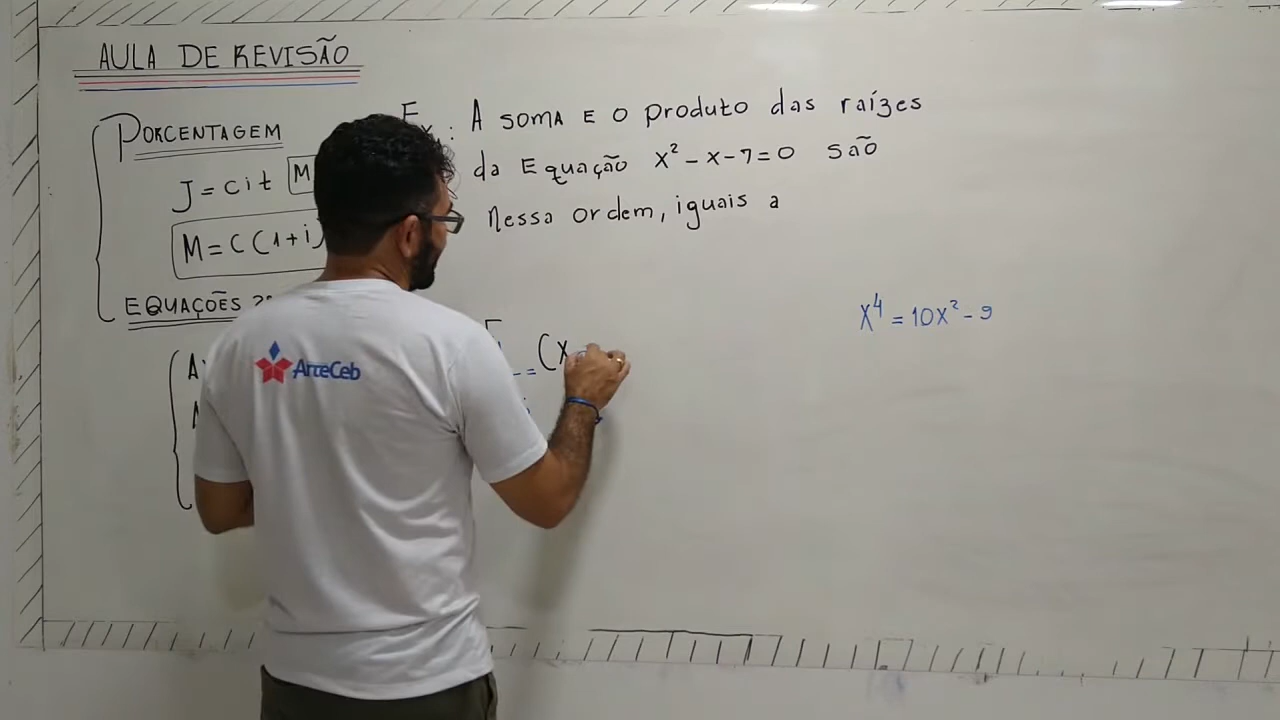 AULA DE REVISÃO
PORCENTAGEM
J = cit M
M = C (1+i)
EQUAÇÕES 2º
Ex: A SOMA E O produto das raízes
da Equação x² - x - 7 = 0 são
Nessa ordem, iguais a
x⁴ = 10x² - 9
(x
ArteCeb